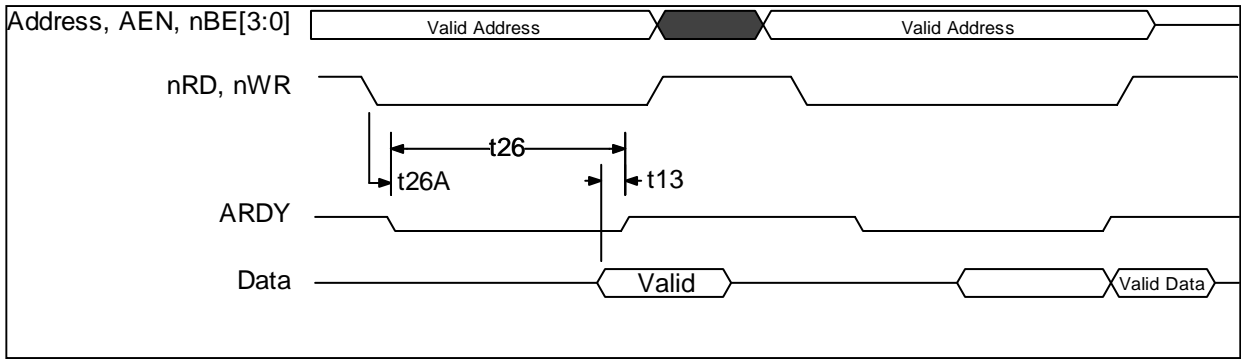 Address, AEN, nBE[3:0]
Valid Address
Valid Address
nRD, nWR
t26
t26A
t13
ARDY
Data
Valid
Valid Data